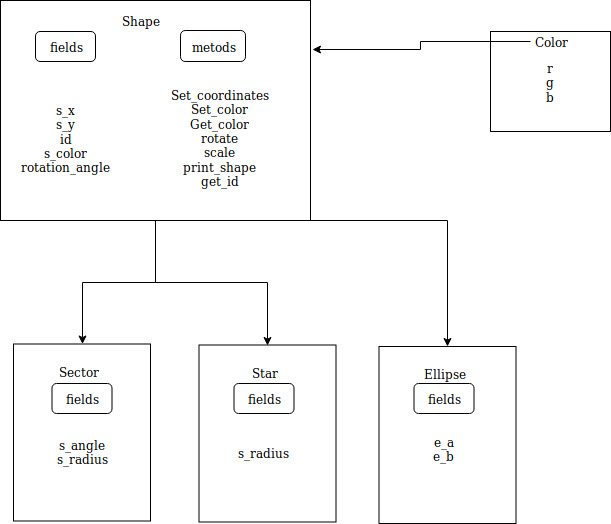 Shape
fields
metods
s_x
s_y
id
s_color
rotation_angle
Set_coordinates
Set_color
Get_color
rotate
scale
print_shape
get_id
Color
r
g
b
Sector
fields
s_angle
s_radius
Star
fields
s_radius
Ellipse
fields
e_a
e_b